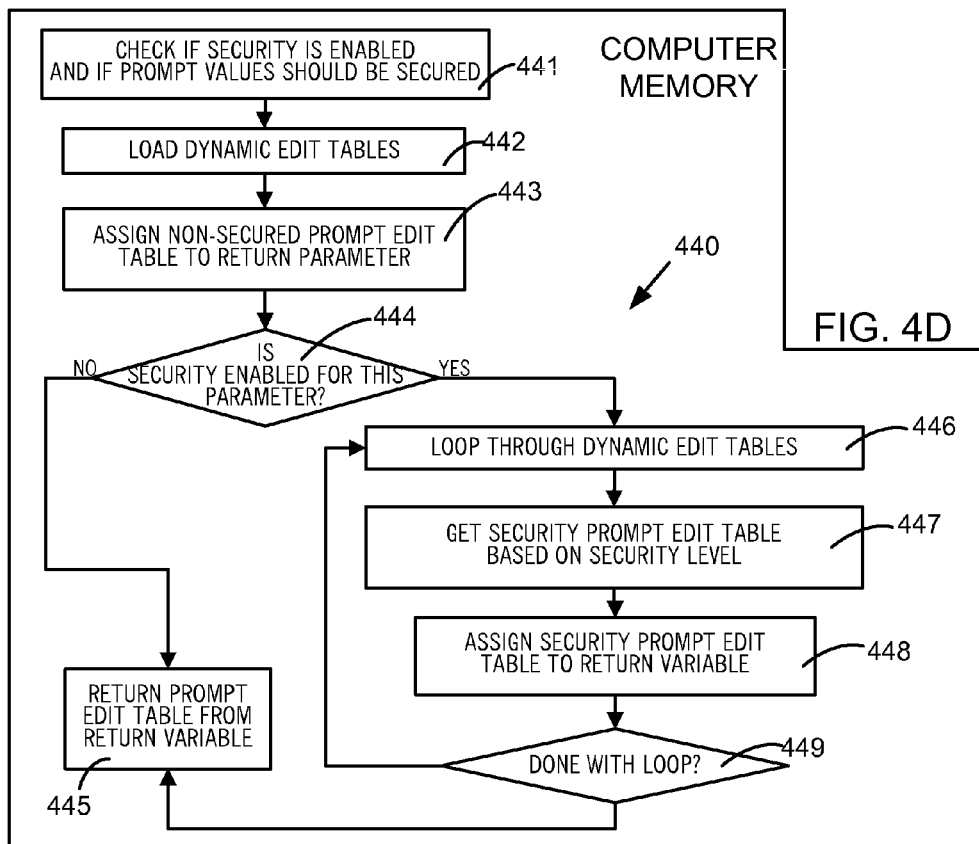 CHECK IF SECURITY IS ENABLED
AND IF PROMPT VALUES SHOULD BE SECURED
441
COMPUTER
MEMORY
LOAD DYNAMIC EDIT TABLES
442
443
ASSIGN NON-SECURED PROMPT EDIT
TABLE TO RETURN PARAMETER
440
FIG. 4D
444
IS
SECURITY ENABLED FOR THIS
PARAMETER?
NO
YES
446
LOOP THROUGH DYNAMIC EDIT TABLES
447
GET SECURITY PROMPT EDIT TABLE
BASED ON SECURITY LEVEL
ASSIGN SECURITY PROMPT EDIT
TABLE TO RETURN VARIABLE
448
RETURN PROMPT
EDIT TABLE FROM
RETURN VARIABLE
445
449
DONE WITH LOOP?